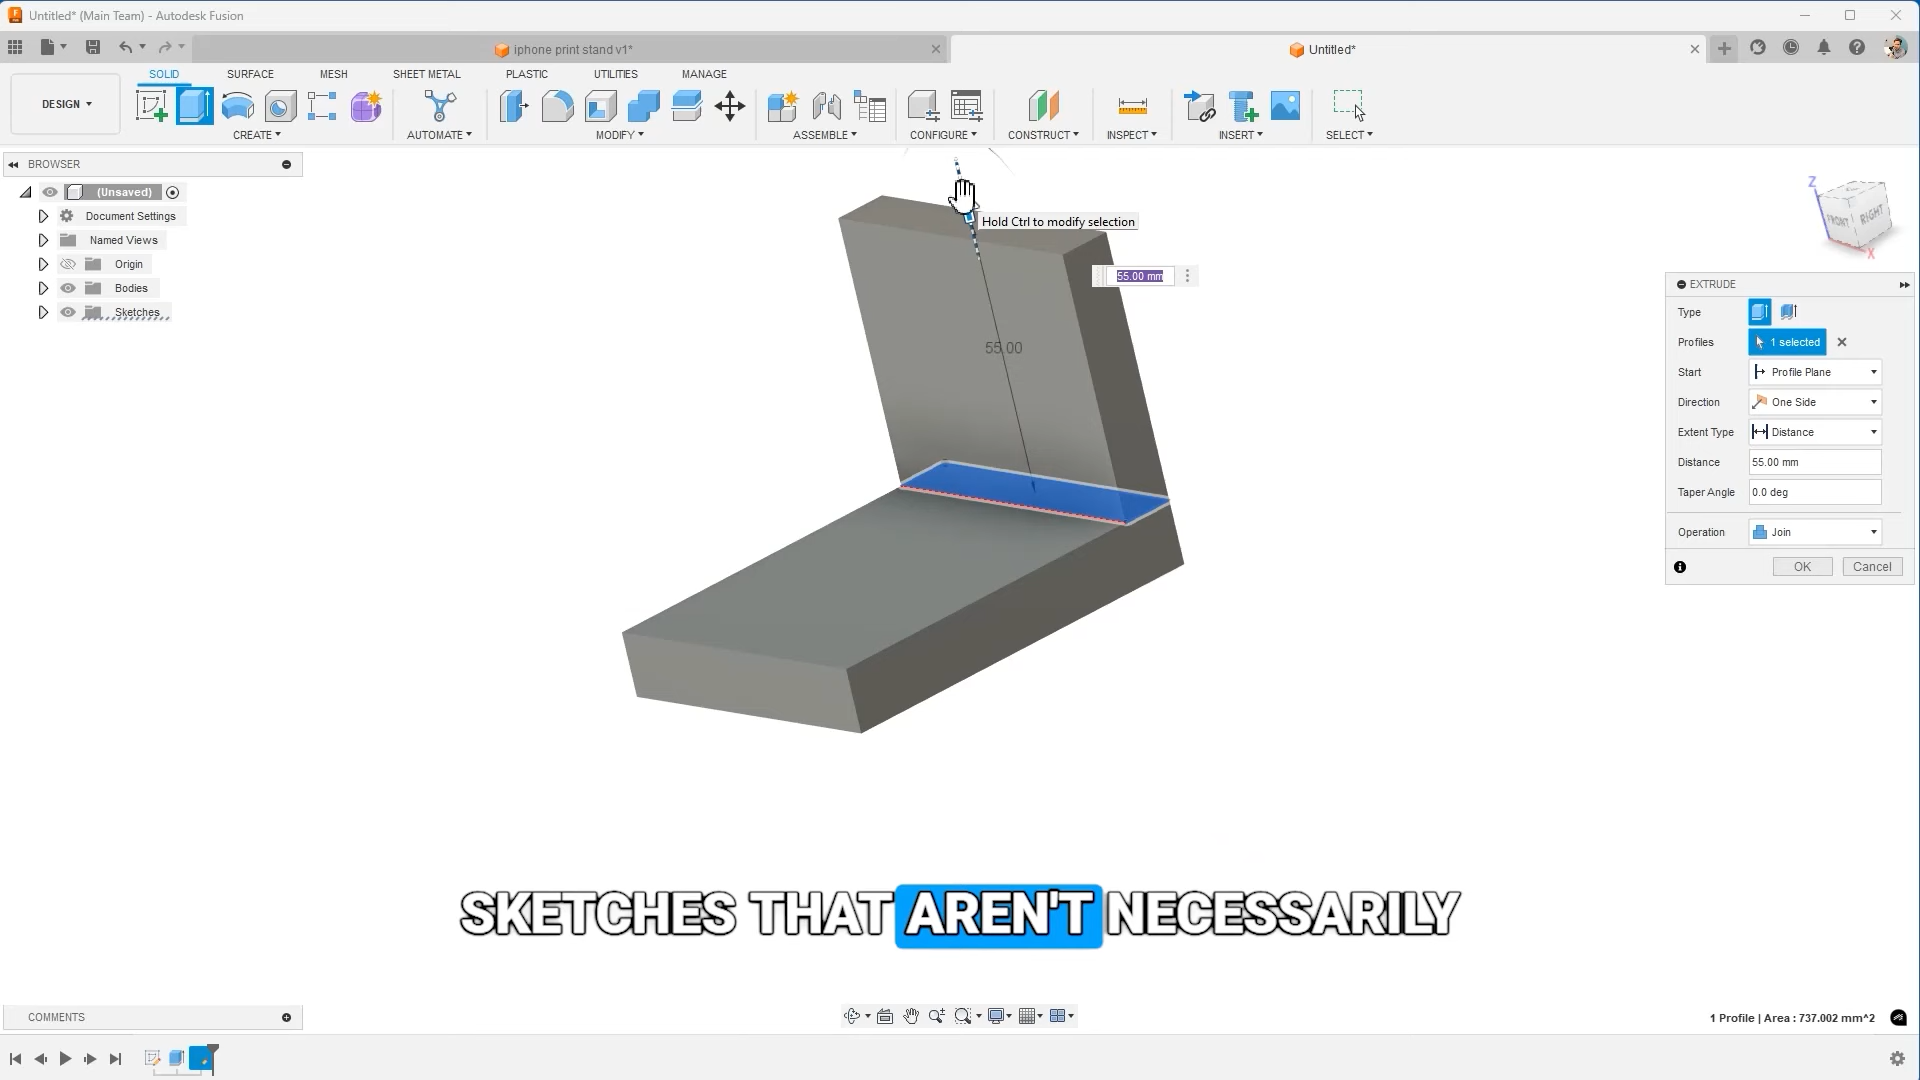 Untitled* (Main Team) - Autodesk Fusion
iphone print stand v1*
Untitled*
DESIGN
SOLID
SURFACE
MESH
SHEET METAL
PLASTIC
UTILITIES
MANAGE
CREATE
AUTOMATE
MODIFY
ASSEMBLE
CONFIGURE
CONSTRUCT
INSPECT
INSERT
SELECT
BROWSER
(Unsaved)
Document Settings
Named Views
Origin
Bodies
Sketches
Hold Ctrl to modify selection
55.00 mm
55.00
Z
FRONT
RIGHT
X
EXTRUDE
Type
Profiles 1 selected
Start Profile Plane
Direction One Side
Extent Type Distance
Distance 55.00 mm
Taper Angle 0.0 deg
Operation Join
OK Cancel
SKETCHES THAT AREN'T NECESSARILY
COMMENTS
1 Profile | Area : 737.002 mm^2